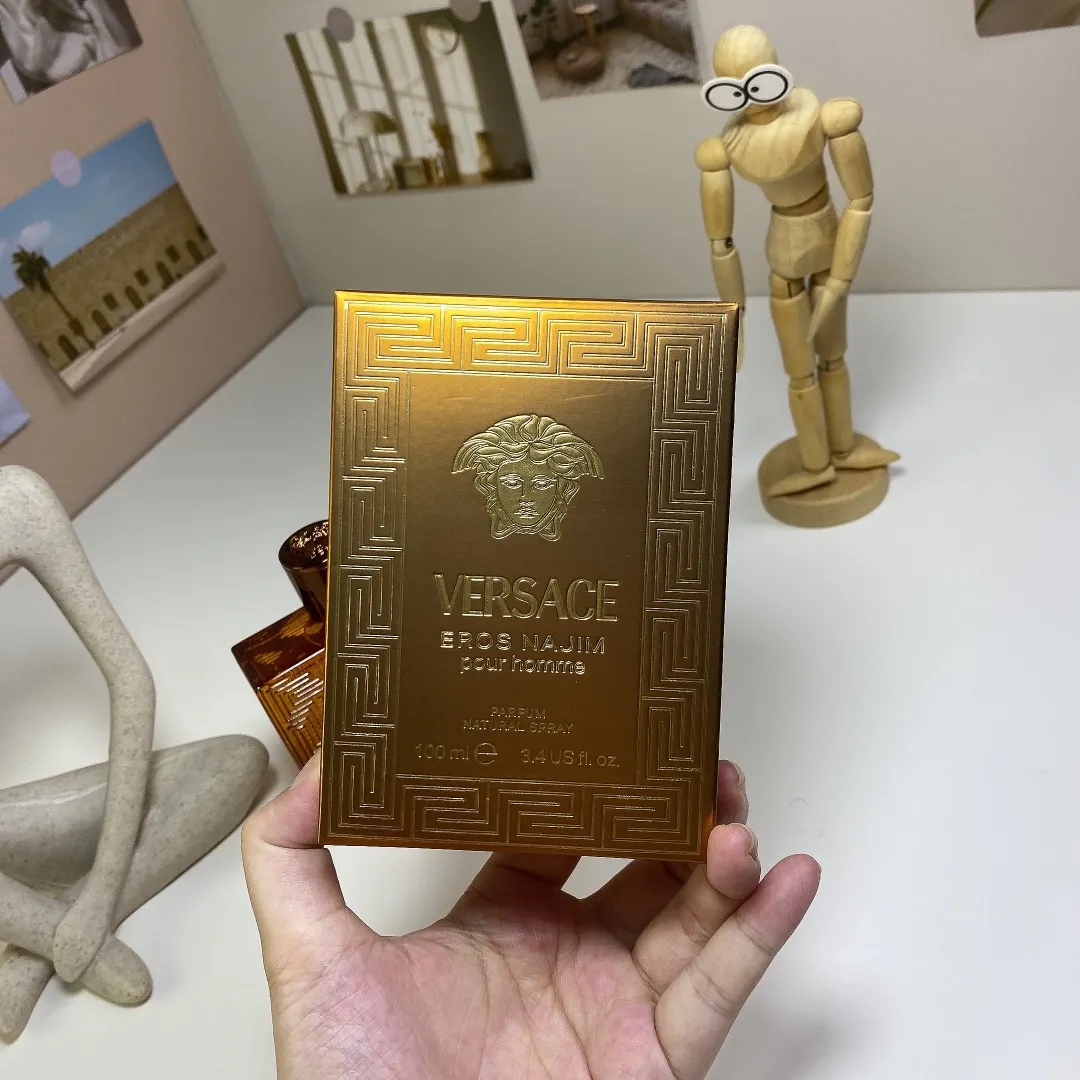 VERSACE
EROS NAJIM
pour homme
PARFUM
NATURAL SPRAY
100 ml ℮ 3.4 US fl. oz.